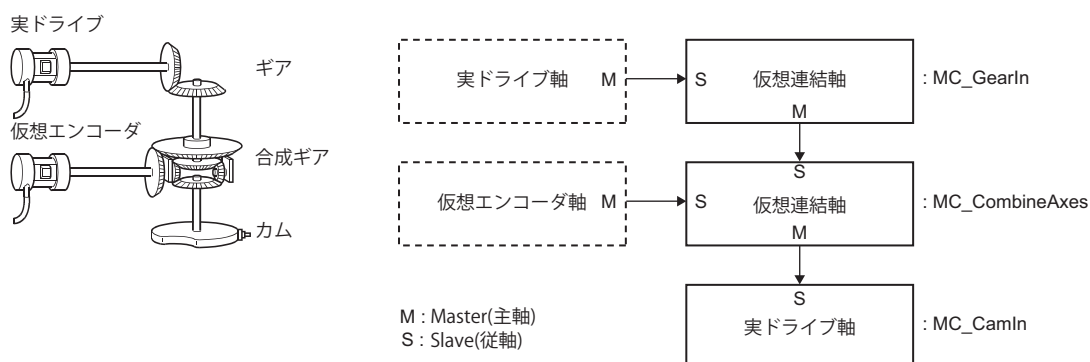 実ドライブ
ギア
仮想エンコーダ
合成ギア
カム
実ドライブ軸 M
S 仮想連結軸
M
: MC_GearIn
仮想エンコーダ軸 M
S
S 仮想連結軸
M
: MC_CombineAxes
S
実ドライブ軸
: MC_CamIn
M : Master(主軸)
S : Slave(従軸)